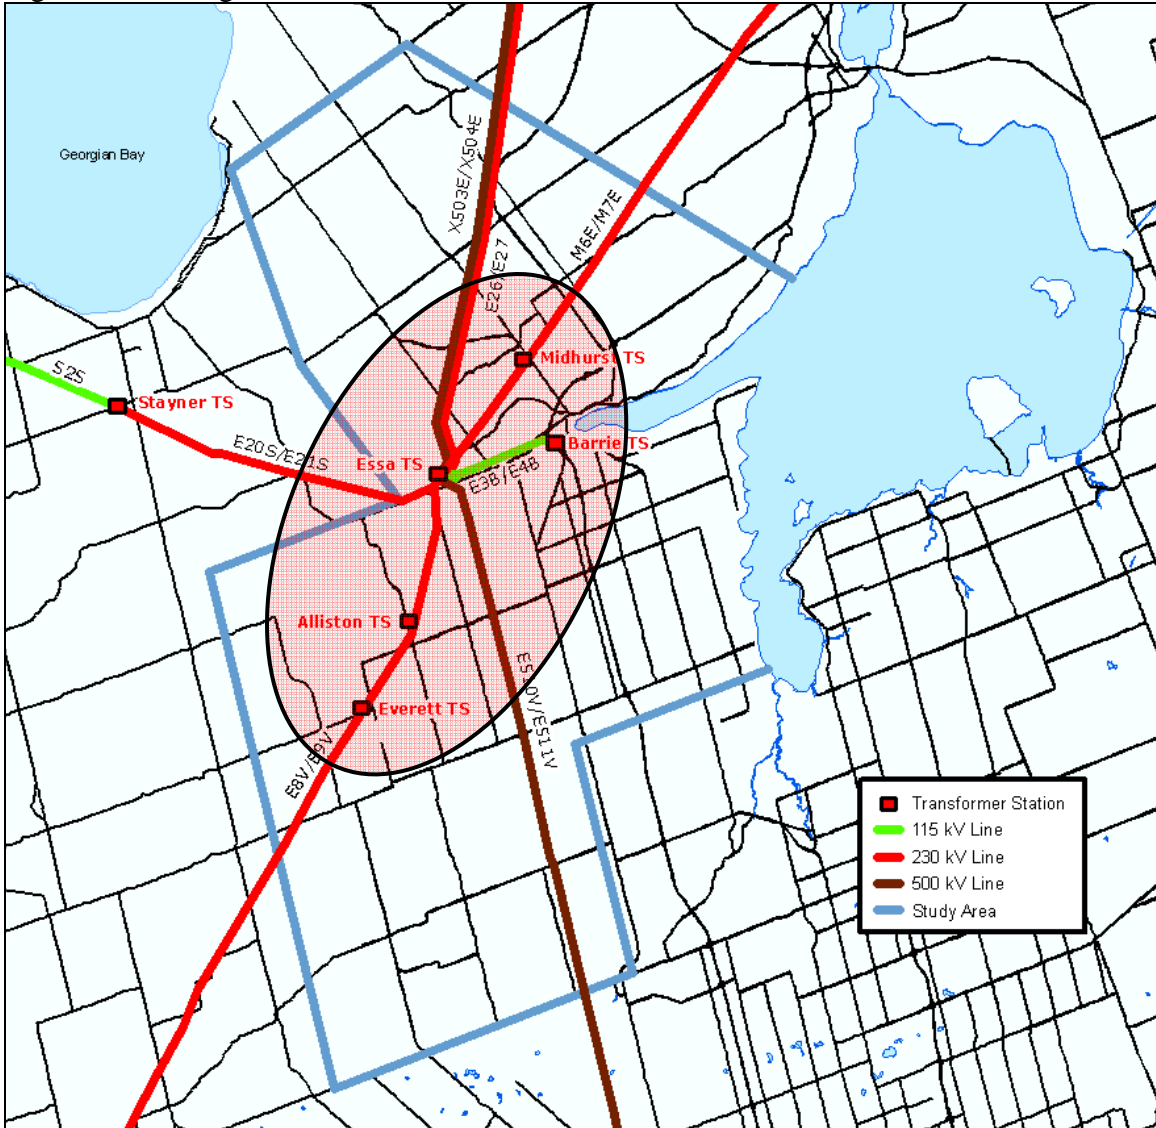 Georgian Bay
X503E/X504E
M6E/M7E
E26/E27
Midhurst TS
S2S
Stayner TS
E20S/E21S
Barrie TS
Essa TS
E3B/E4B
Alliston TS
E510V/E511V
Everett TS
E8V/E9V
Transformer Station
115 kV Line
230 kV Line
500 kV Line
Study Area